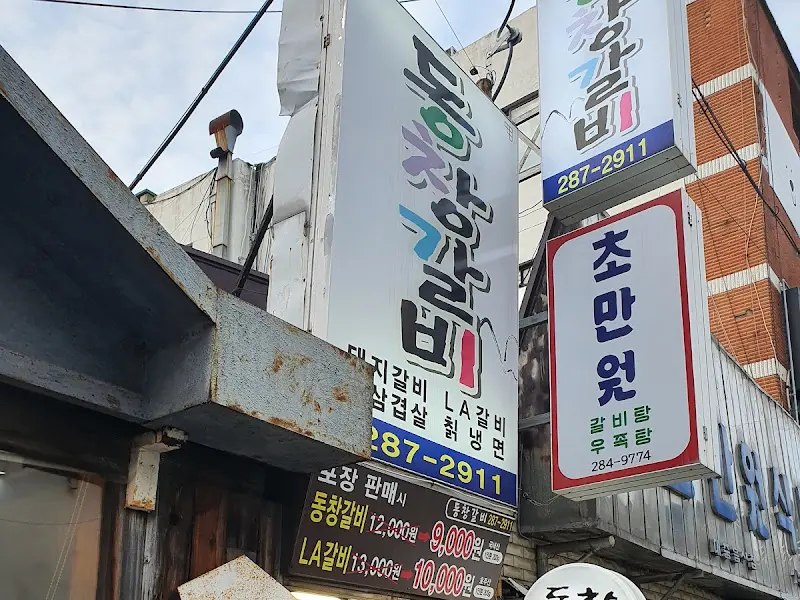 동창갈비
돼지갈비 LA갈비
삼겹살 칡냉면
287-2911
창갈비
287-2911
초만원
갈비탕
우족탕
284-9774
포장 판매시
동창갈비 287-2911
동창갈비 12,000원 9,000원
LA갈비 13,000원 10,000원